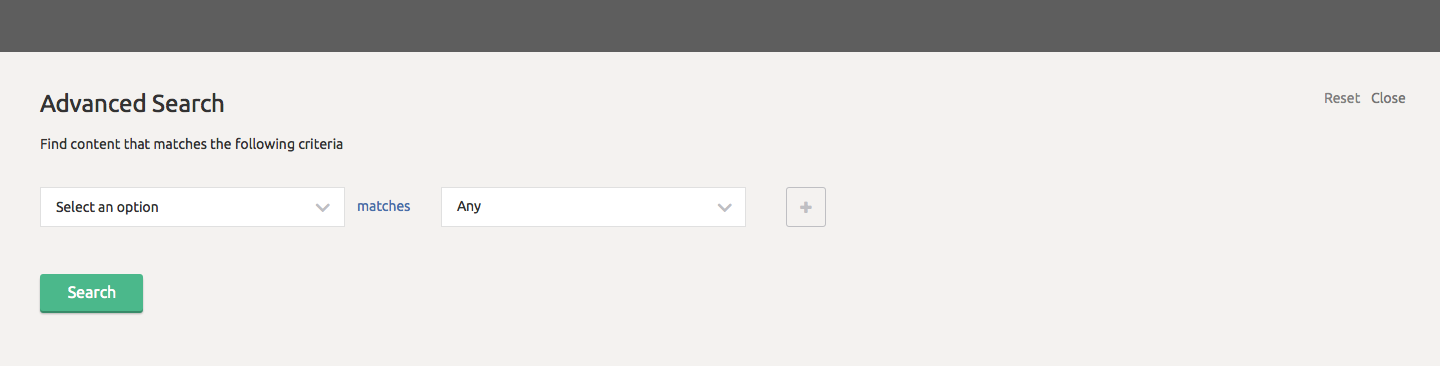 Advanced Search
Reset Close
Find content that matches the following criteria
Select an option matches Any
Search